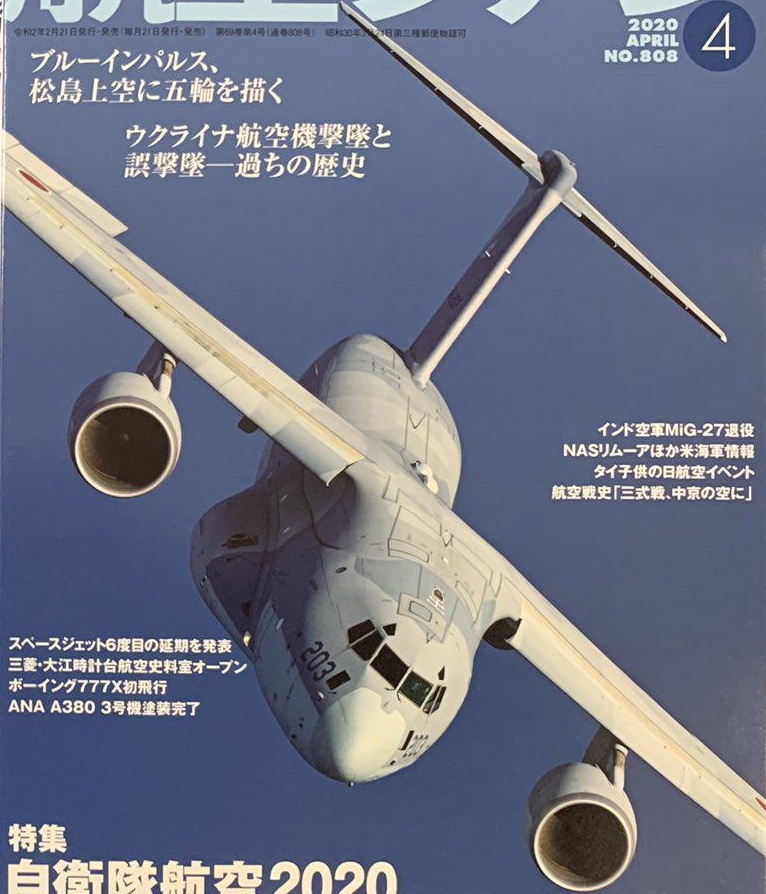 2020
APRIL
NO.808
4
令和2年2月21日発行・発売(毎月21日発行・発売) 第69巻第4号(通巻808号) 昭和30年3月23日第三種郵便物認可
ブルーインパルス、
松島上空に五輪を描く
ウクライナ航空機撃墜と
誤撃墜―過ちの歴史
インド空軍MiG-27退役
NASリムーアほか米海軍情報
タイ子供の日航空イベント
航空戦史「三式戦、中京の空に」
203
スペースジェット6度目の延期を発表
三菱・大江時計台航空史料室オープン
ボーイング777X初飛行
ANA A380 3号機塗装完了
特集
自衛隊航空2020